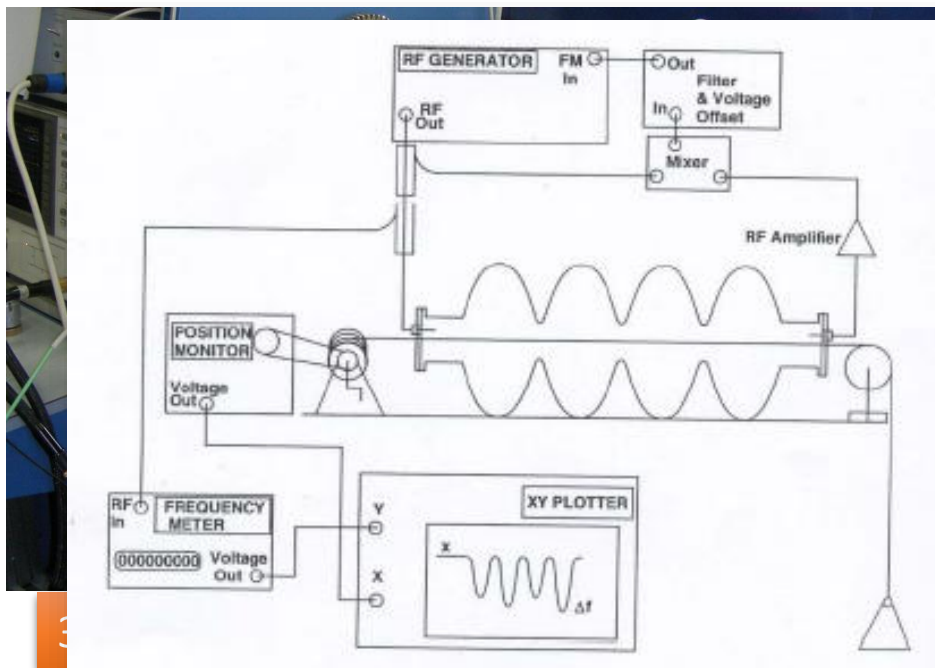 RF GENERATOR
FM
In
RF
Out
Out
Filter
& Voltage
Offset
In
Mixer
RF Amplifier
POSITION
MONITOR
Voltage
Out
RF
In
FREQUENCY
METER
000000000
Voltage
Out
XY PLOTTER
Y
X
X
Δf
3